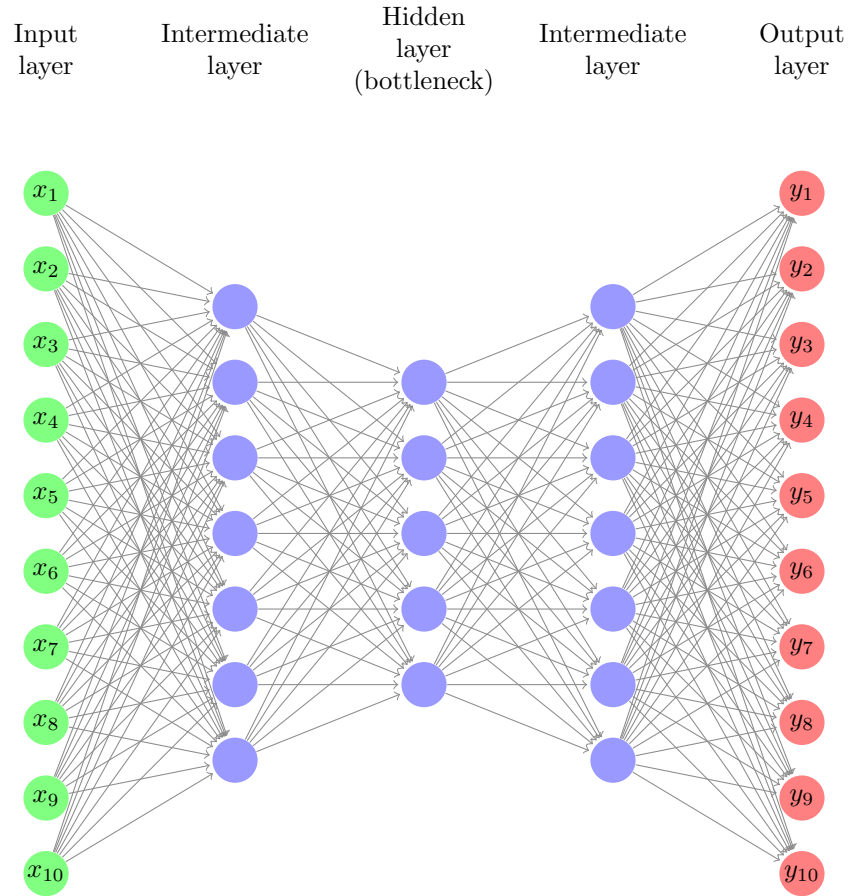 Input
layer
Intermediate
layer
Hidden
layer
(bottleneck)
Intermediate
layer
Output
layer
x₁
x₂
x₃
x₄
x₅
x₆
x₇
x₈
x₉
x₁₀
y₁
y₂
y₃
y₄
y₅
y₆
y₇
y₈
y₉
y₁₀